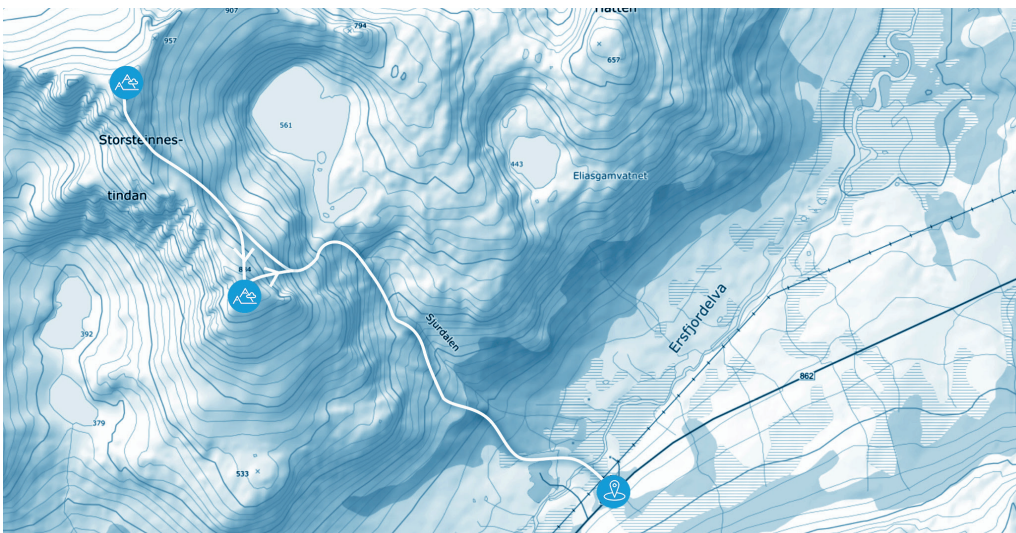 907
Hatten
794
957
657
561
Storsteinnes-
443
Eliasgamvatnet
tindan
Ersfjordelva
392
Sjurdalen
862
379
533